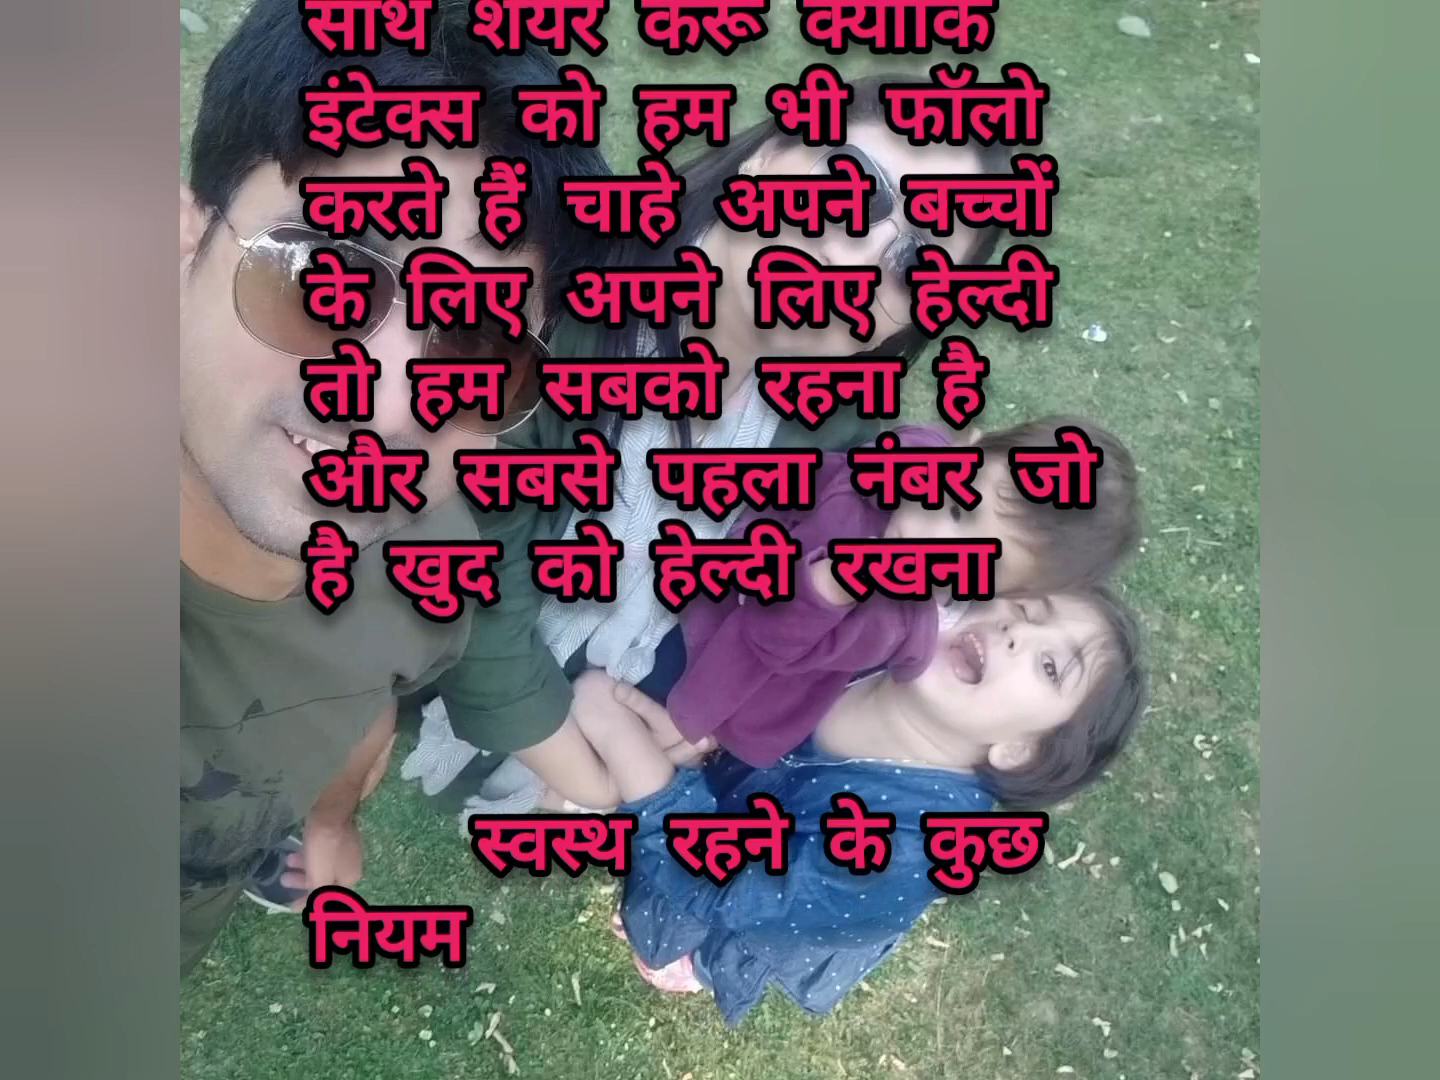 साथ शेयर करू क्योंकि
इंटेक्स को हम भी फॉलो
करते हैं चाहे अपने बच्चों
के लिए अपने लिए हेल्दी
तो हम सबको रहना है
और सबसे पहला नंबर जो
है खुद को हेल्दी रखना
स्वस्थ रहने के कुछ
नियम